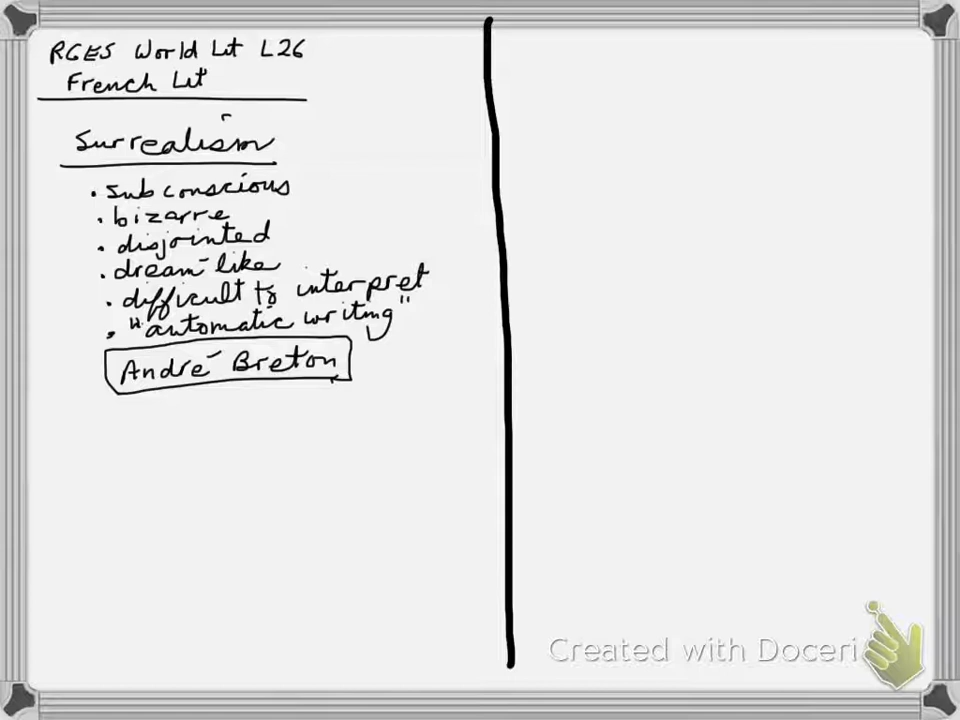 RGES World Lit L26
French Lit
Surrealism
• subconscious
• bizarre
• disjointed
• dream-like
• difficult to interpret
• "automatic writing"
André Breton
Created with Doceri